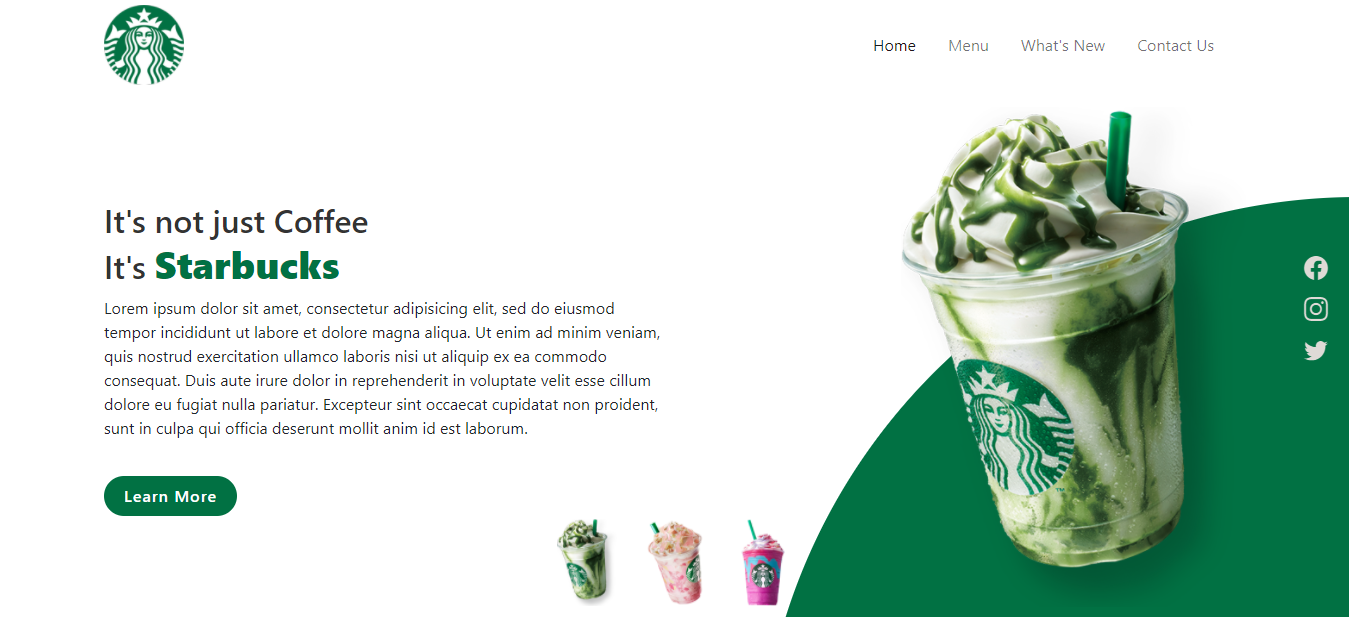 Home Menu What's New Contact Us
It's not just Coffee
It's Starbucks
Lorem ipsum dolor sit amet, consectetur adipisicing elit, sed do eiusmod
tempor incididunt ut labore et dolore magna aliqua. Ut enim ad minim veniam,
quis nostrud exercitation ullamco laboris nisi ut aliquip ex ea commodo
consequat. Duis aute irure dolor in reprehenderit in voluptate velit esse cillum
dolore eu fugiat nulla pariatur. Excepteur sint occaecat cupidatat non proident,
sunt in culpa qui officia deserunt mollit anim id est laborum.
Learn More